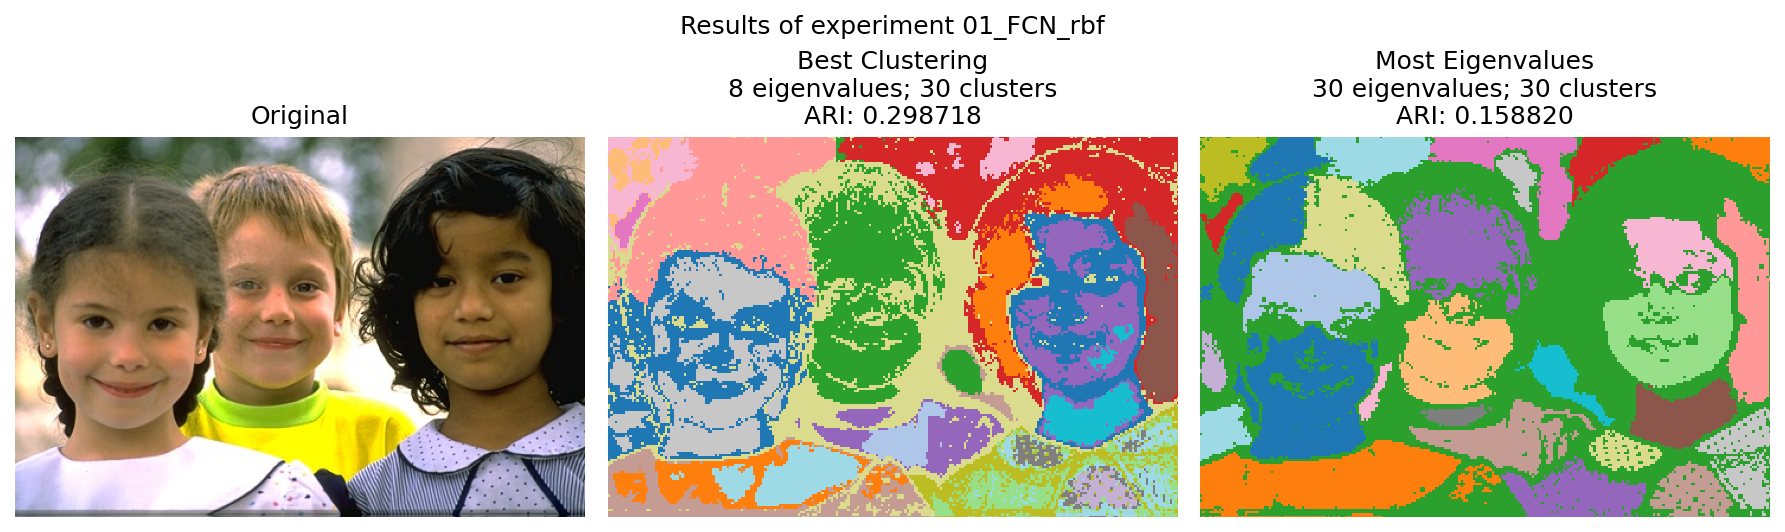 Results of experiment 01_FCN_rbf
Original
Best Clustering
8 eigenvalues; 30 clusters
ARI: 0.298718
Most Eigenvalues
30 eigenvalues; 30 clusters
ARI: 0.158820